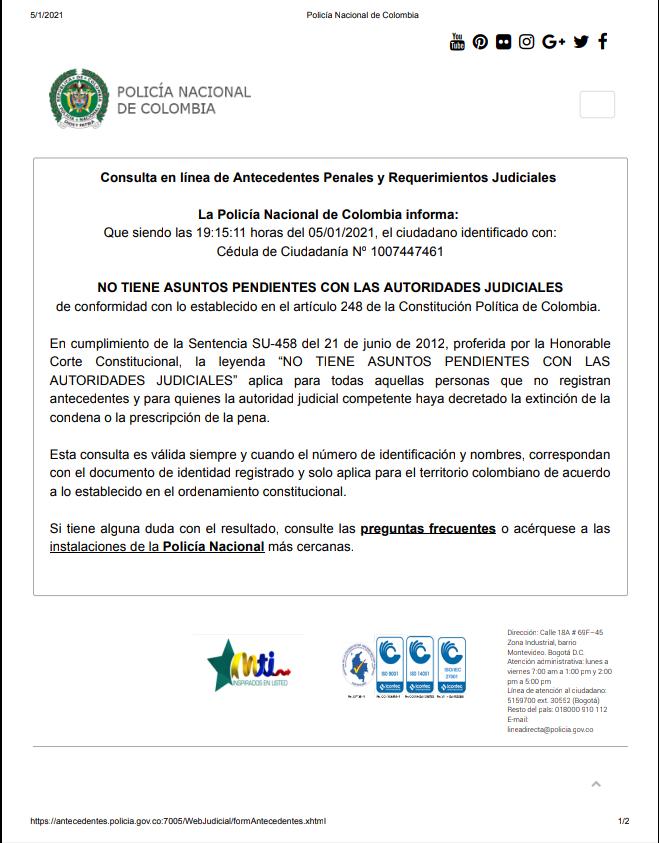 5/1/2021 Policía Nacional de Colombia
You
Tube
POLICÍA NACIONAL
DE COLOMBIA
Consulta en línea de Antecedentes Penales y Requerimientos Judiciales
La Policía Nacional de Colombia informa:
Que siendo las 19:15:11 horas del 05/01/2021, el ciudadano identificado con:
Cédula de Ciudadanía Nº 1007447461
NO TIENE ASUNTOS PENDIENTES CON LAS AUTORIDADES JUDICIALES
de conformidad con lo establecido en el artículo 248 de la Constitución Política de Colombia.
En cumplimiento de la Sentencia SU-458 del 21 de junio de 2012, proferida por la Honorable
Corte Constitucional, la leyenda “NO TIENE ASUNTOS PENDIENTES CON LAS
AUTORIDADES JUDICIALES” aplica para todas aquellas personas que no registran
antecedentes y para quienes la autoridad judicial competente haya decretado la extinción de la
condena o la prescripción de la pena.
Esta consulta es válida siempre y cuando el número de identificación y nombres, correspondan
con el documento de identidad registrado y solo aplica para el territorio colombiano de acuerdo
a lo establecido en el ordenamiento constitucional.
Si tiene alguna duda con el resultado, consulte las preguntas frecuentes o acérquese a las
instalaciones de la Policía Nacional más cercanas.
INSPIRADOS EN USTED
ISO 9001 ISO 14001 ISO/IEC
27001
icontec icontec icontec
Dirección: Calle 18A # 69F–45
Zona Industrial, barrio
Montevideo. Bogotá D.C.
Atención administrativa: lunes a
viernes 7:00 am a 1:00 pm y 2:00
pm a 5:00 pm
Línea de atención al ciudadano:
5159700 ext. 30552 (Bogotá)
Resto del país: 018000 910 112
E-mail:
lineadirecta@policia.gov.co
https://antecedentes.policia.gov.co:7005/WebJudicial/formAntecedentes.xhtml 1/2